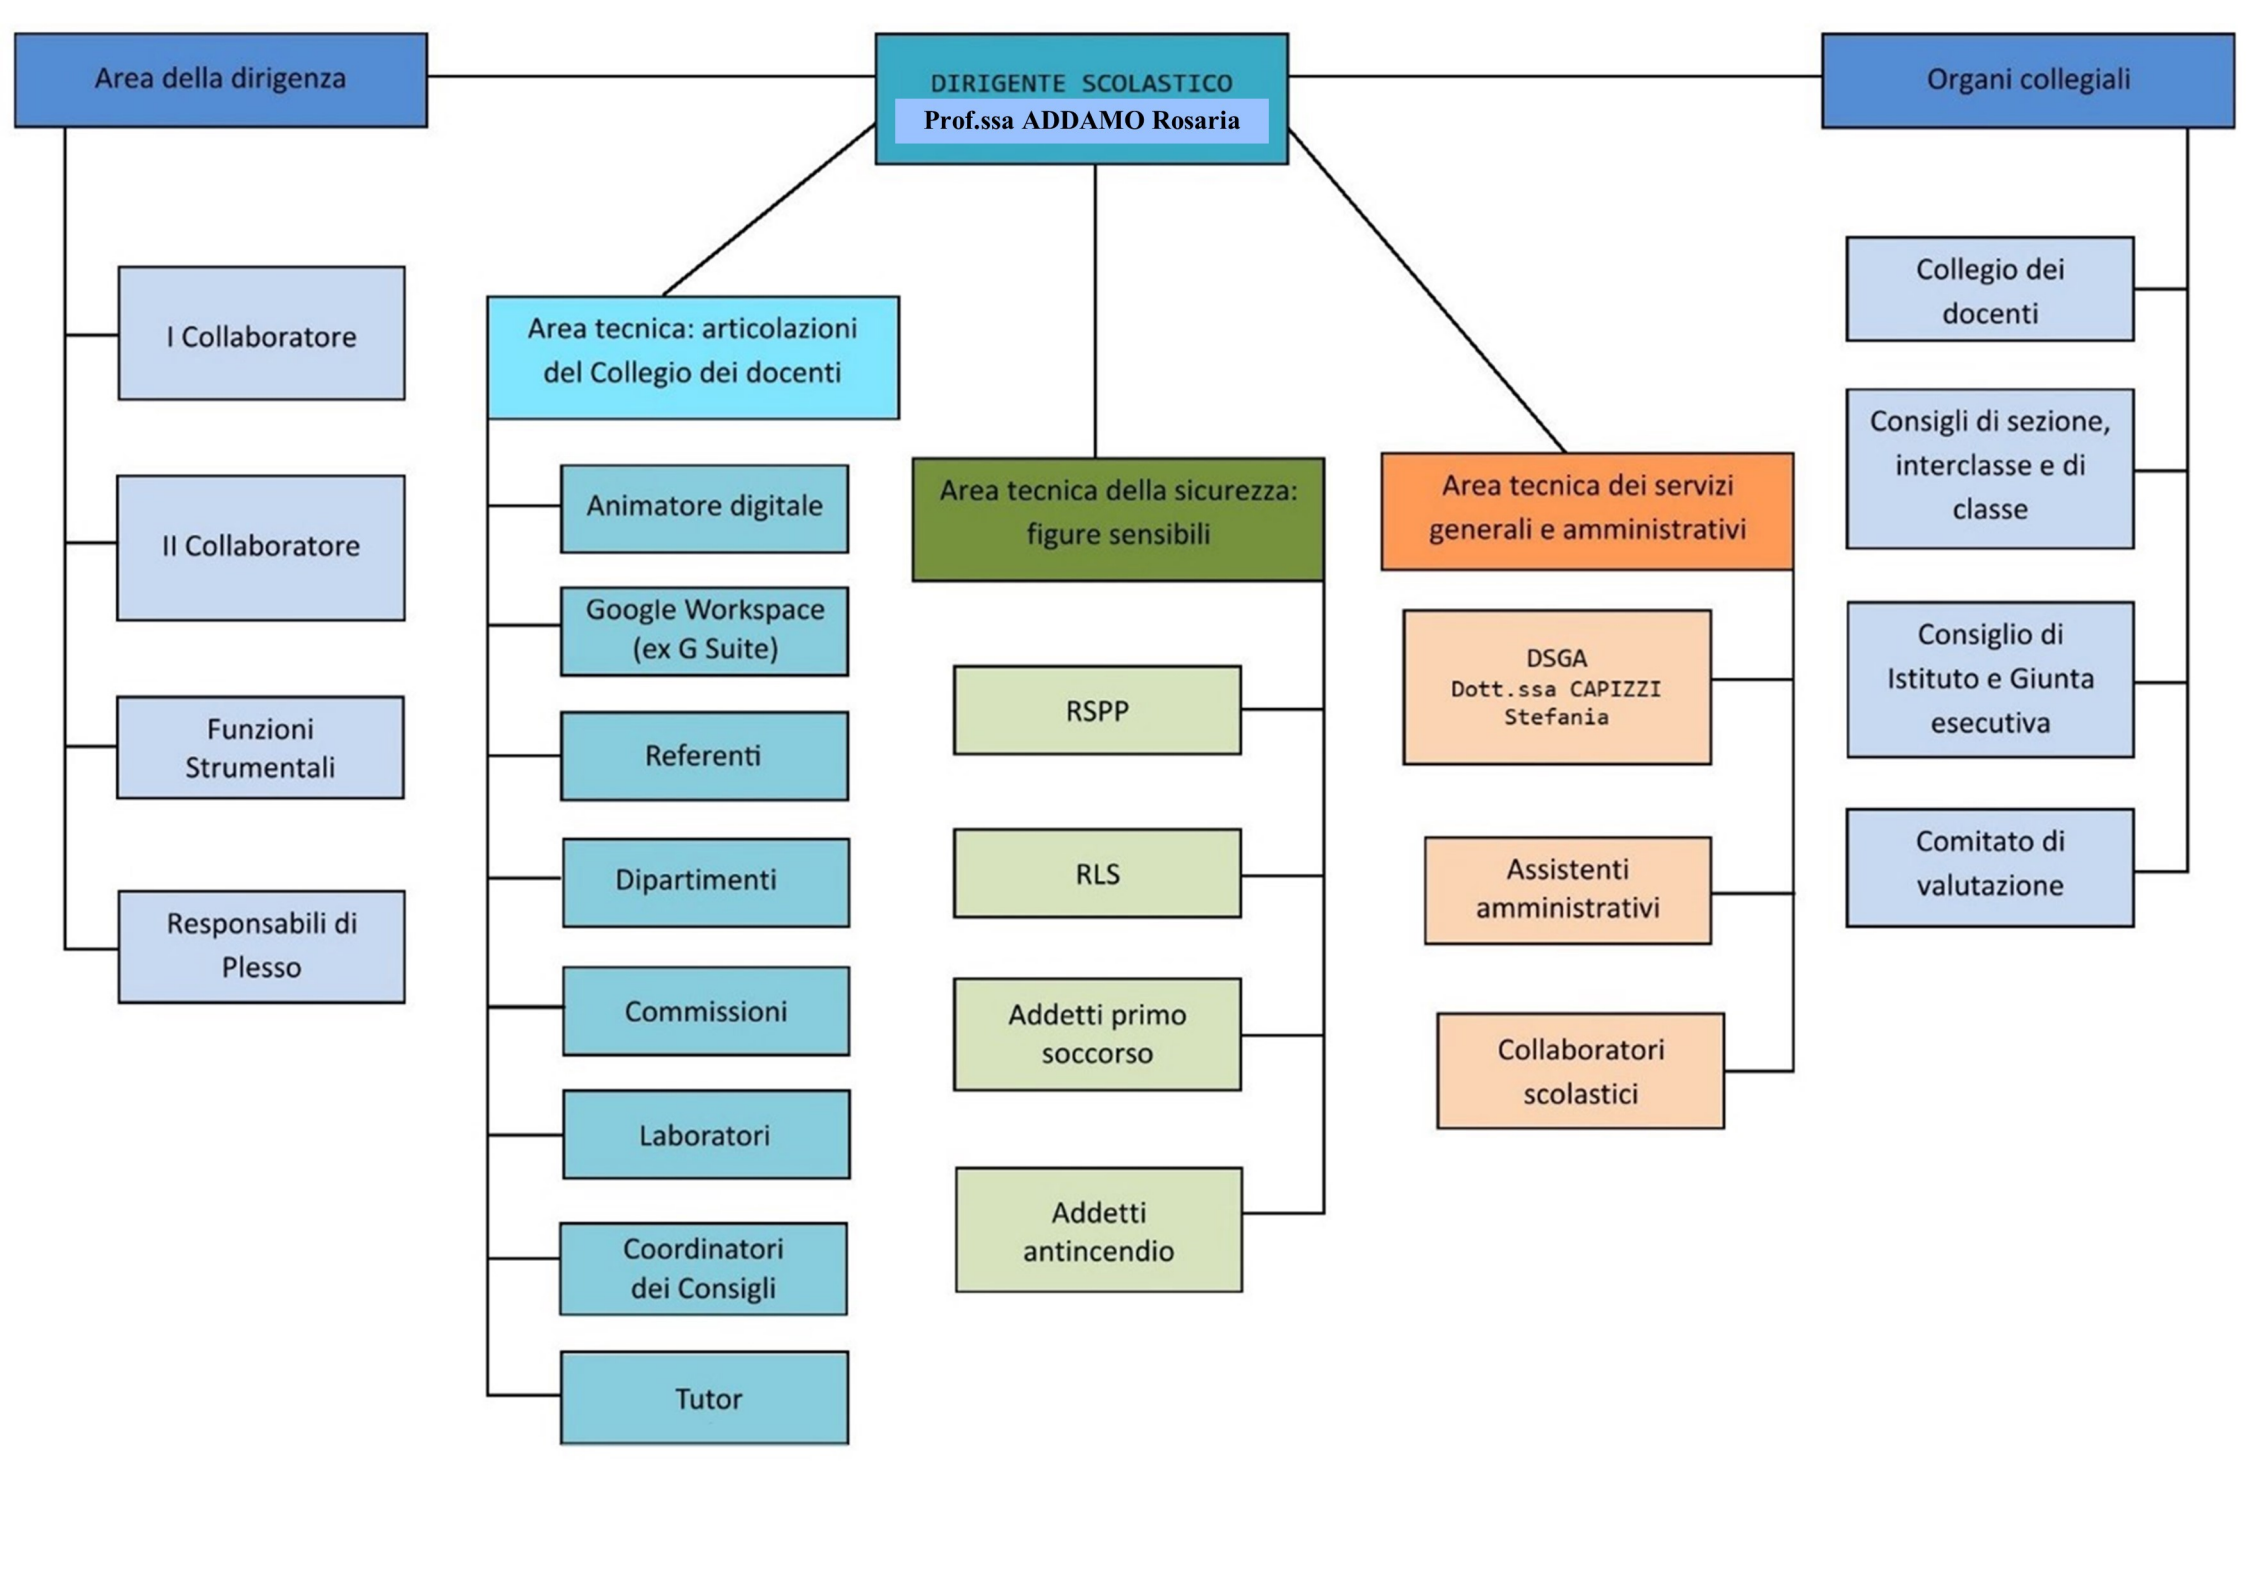 Area della dirigenza
DIRIGENTE SCOLASTICO
Prof.ssa ADDAMO Rosaria
Organi collegiali
I Collaboratore
II Collaboratore
Funzioni
Strumentali
Responsabili di
Plesso
Area tecnica: articolazioni
del Collegio dei docenti
Animatore digitale
Google Workspace
(ex G Suite)
Referenti
Dipartimenti
Commissioni
Laboratori
Coordinatori
dei Consigli
Tutor
Area tecnica della sicurezza:
figure sensibili
RSPP
RLS
Addetti primo
soccorso
Addetti
antincendio
Area tecnica dei servizi
generali e amministrativi
DSGA
Dott.ssa CAPIZZI
Stefania
Assistenti
amministrativi
Collaboratori
scolastici
Collegio dei
docenti
Consigli di sezione,
interclasse e di
classe
Consiglio di
Istituto e Giunta
esecutiva
Comitato di
valutazione